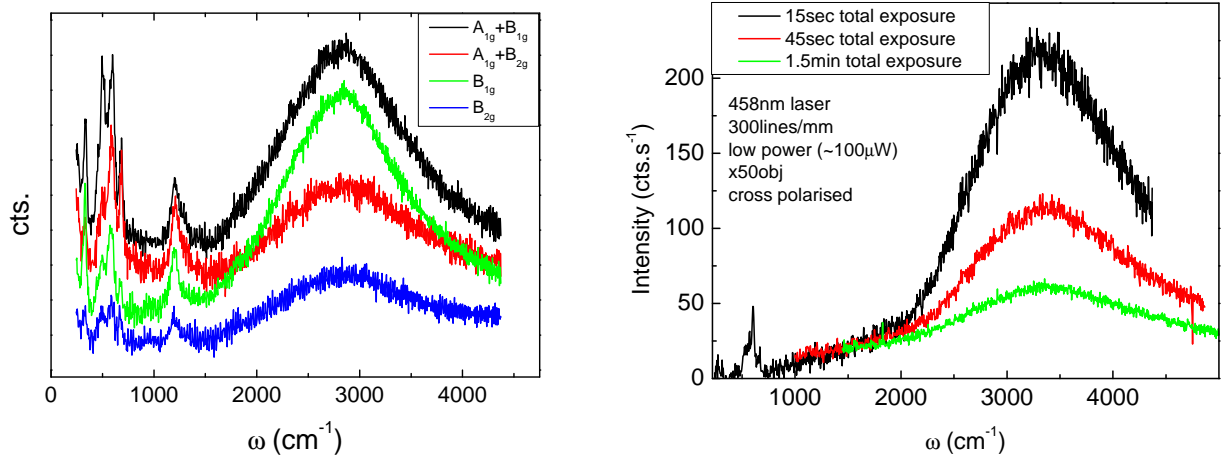 cts.
A1g+B1g
A1g+B2g
B1g
B2g
0 1000 2000 3000 4000
ω (cm-1)
Intensity (cts.s-1)
200
150
100
50
0
15sec total exposure
45sec total exposure
1.5min total exposure
458nm laser
300lines/mm
low power (~100μW)
x50obj
cross polarised
1000 2000 3000 4000
ω (cm-1)